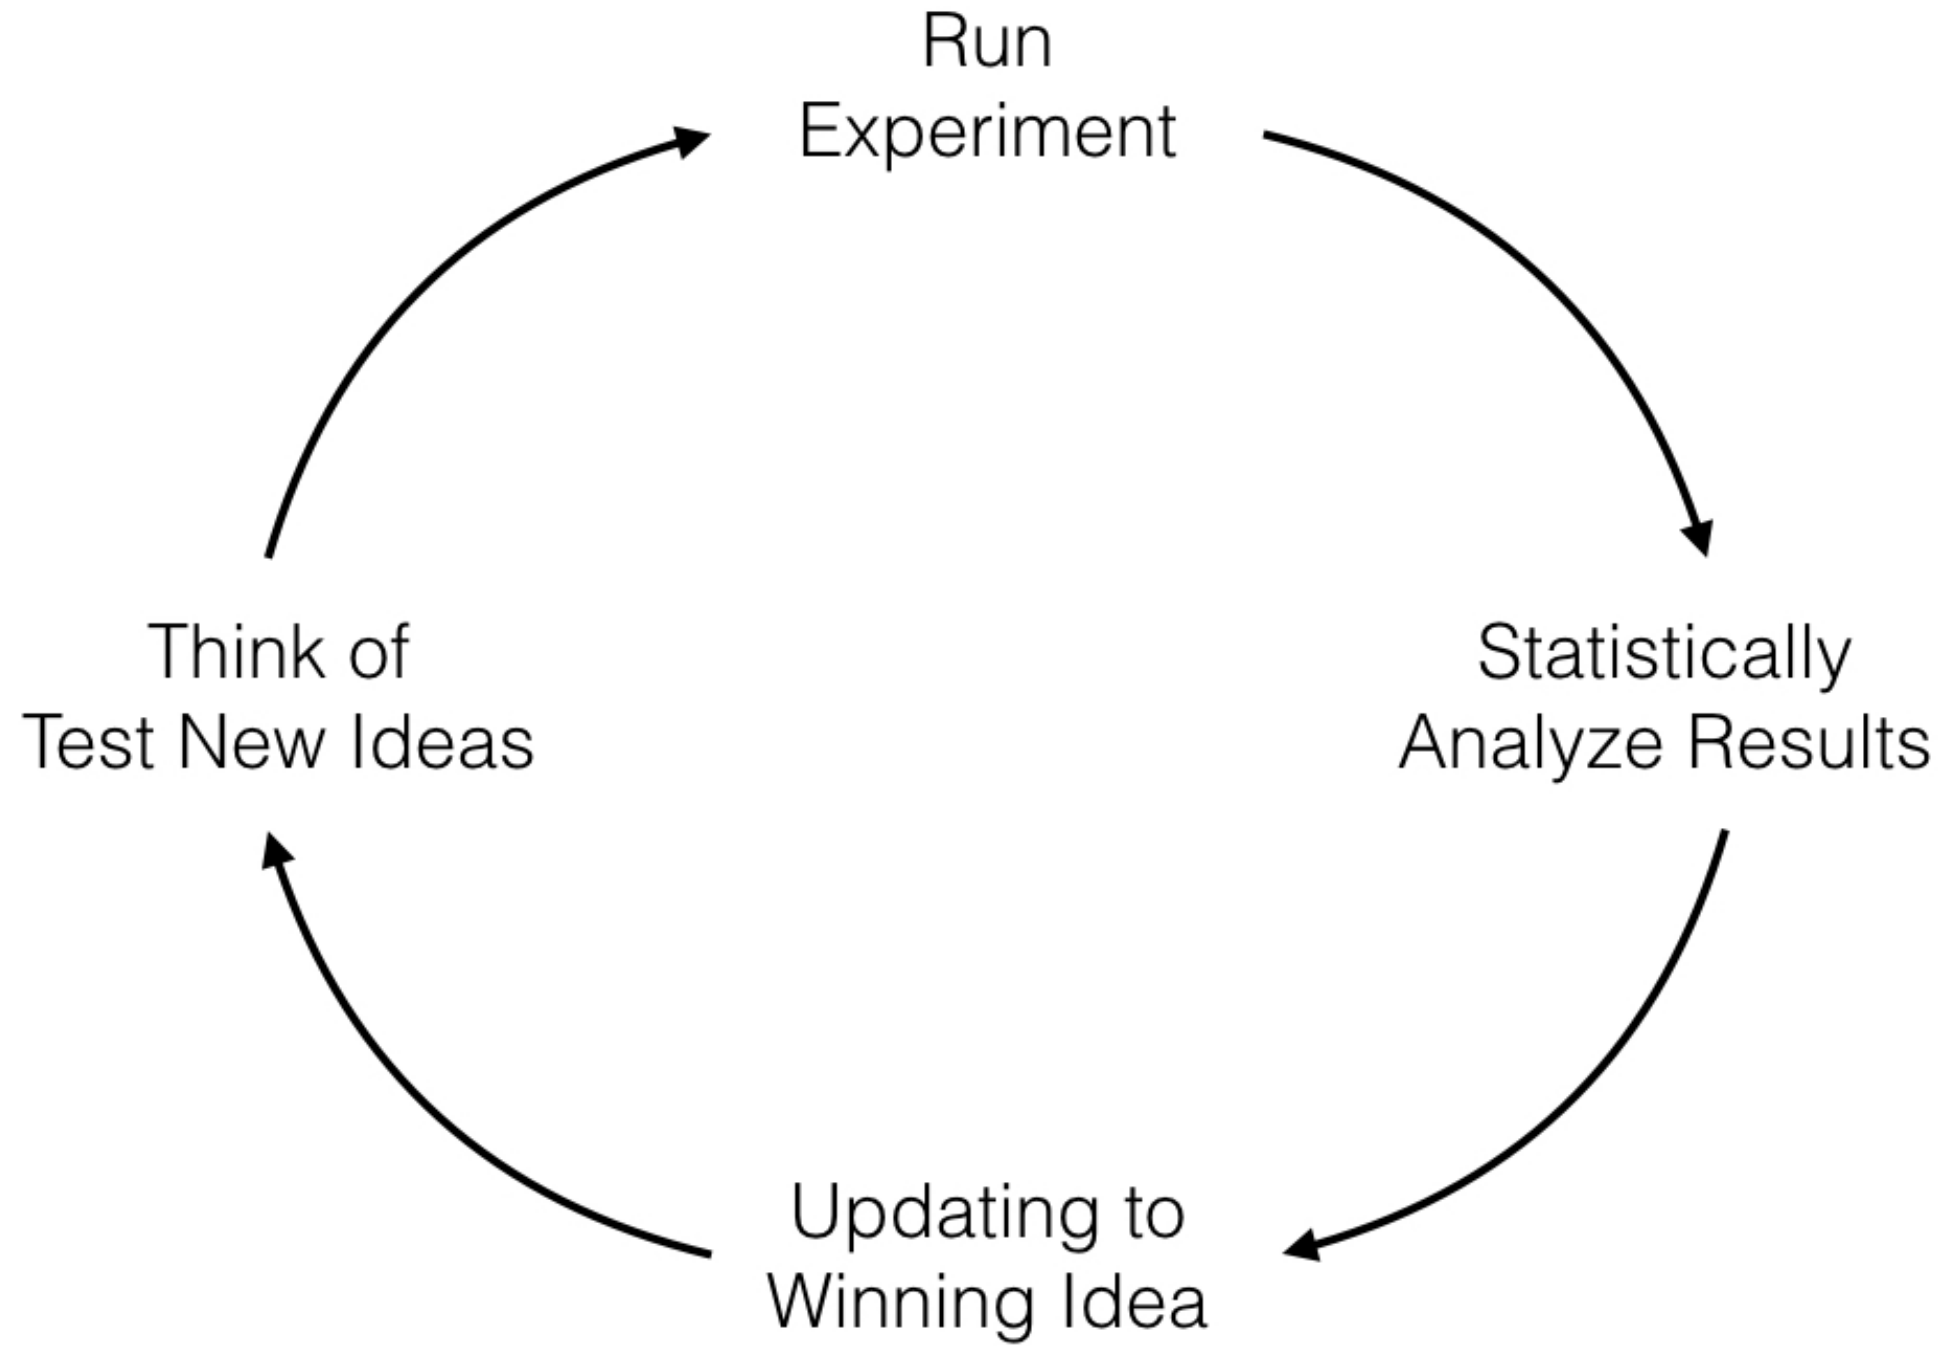 Run
Experiment
Think of
Test New Ideas
Statistically
Analyze Results
Updating to
Winning Idea